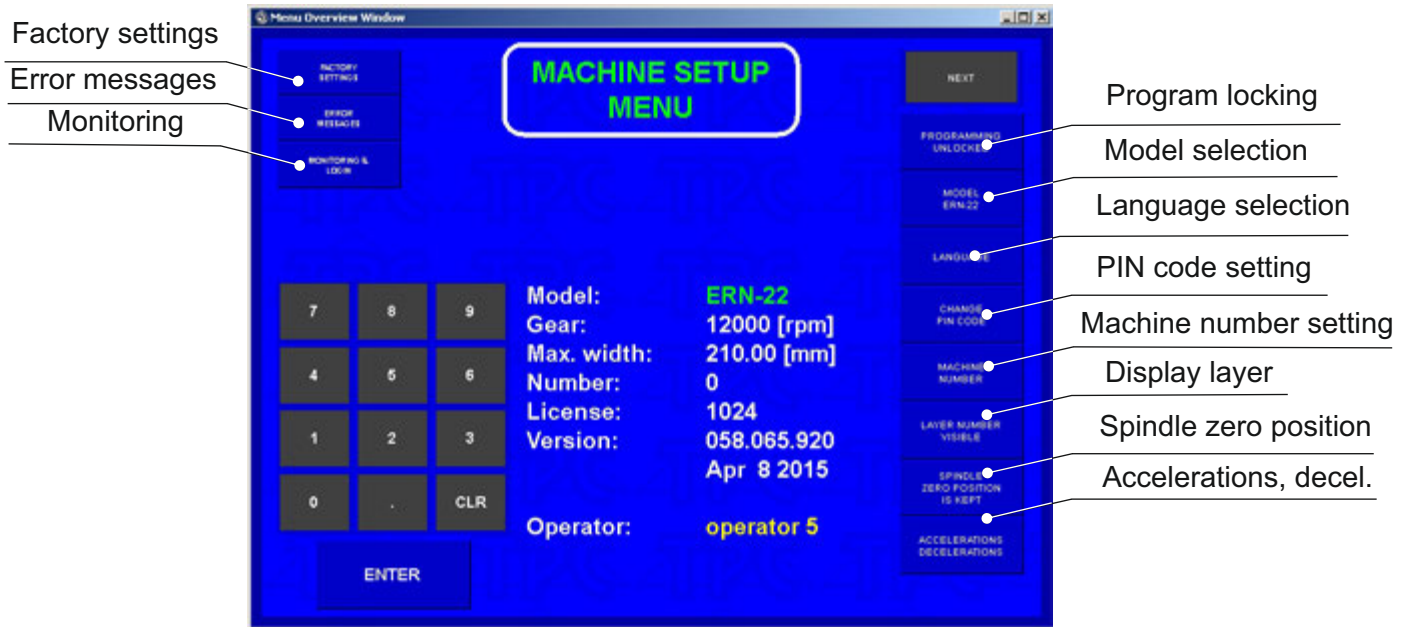 Menu Overview Window
Factory settings
Error messages
Monitoring
FACTORY
SETTINGS
ERROR
MESSAGES
MONITORING &
LOGIN
MACHINE SETUP
MENU
NEXT
PROGRAMMING
UNLOCKED
MODEL
ERN-22
LANGUAGE
CHANGE
PIN CODE
MACHINE
NUMBER
LAYER NUMBER
VISIBLE
SPINDLE
ZERO POSITION
IS KEPT
ACCELERATIONS
DECELERATIONS
Program locking
Model selection
Language selection
PIN code setting
Machine number setting
Display layer
Spindle zero position
Accelerations, decel.
7 8 9
4 5 6
1 2 3
0 . CLR
ENTER
Model: ERN-22
Gear: 12000 [rpm]
Max. width: 210.00 [mm]
Number: 0
License: 1024
Version: 058.065.920
Apr 8 2015
Operator: operator 5